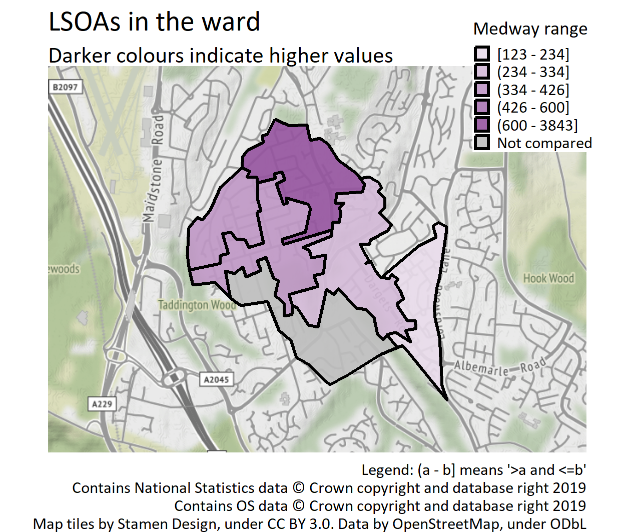 LSOAs in the ward
Darker colours indicate higher values
Medway range
[123 - 234]
(234 - 334]
(334 - 426]
(426 - 600]
(600 - 3843]
Not compared
B2097
Maidstone Road
ewoods
Taddington Wood
Hook Wood
Albemarle Road
A2045
A229
Legend: (a - b] means '>a and <=b'
Contains National Statistics data © Crown copyright and database right 2019
Contains OS data © Crown copyright and database right 2019
Map tiles by Stamen Design, under CC BY 3.0. Data by OpenStreetMap, under ODbL